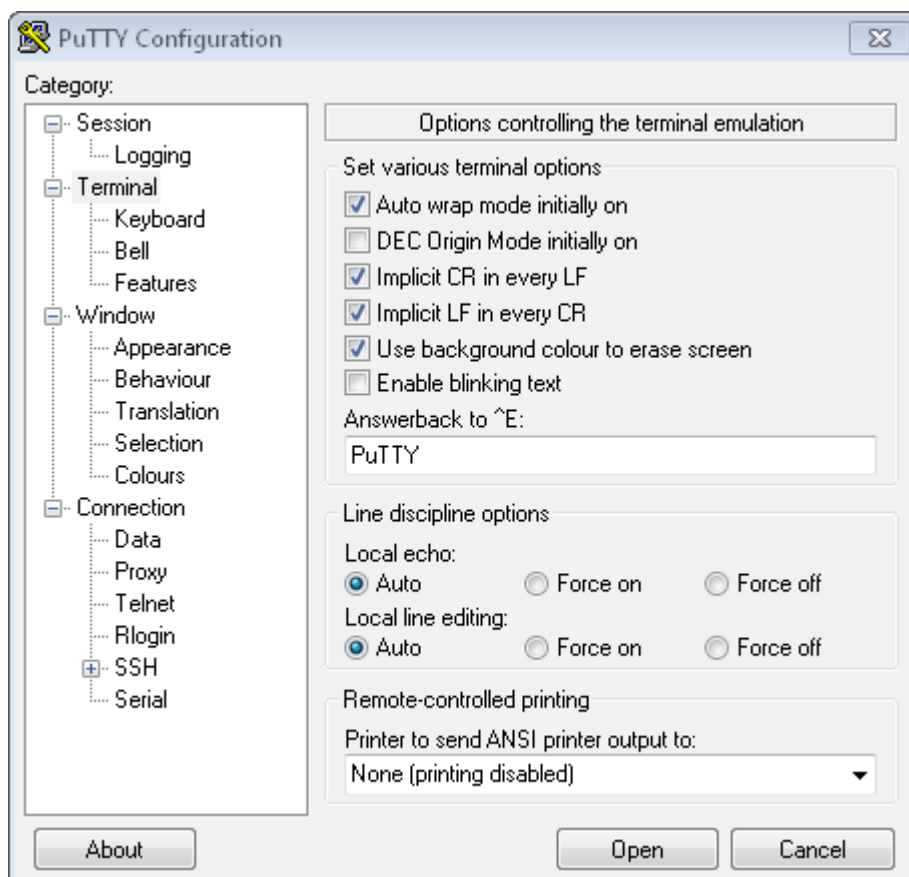 PuTTY Configuration
Category:
Session
Logging
Terminal
Keyboard
Bell
Features
Window
Appearance
Behaviour
Translation
Selection
Colours
Connection
Data
Proxy
Telnet
Rlogin
SSH
Serial
Options controlling the terminal emulation
Set various terminal options
Auto wrap mode initially on
DEC Origin Mode initially on
Implicit CR in every LF
Implicit LF in every CR
Use background colour to erase screen
Enable blinking text
Answerback to ^E:
PuTTY
Line discipline options
Local echo:
Auto Force on Force off
Local line editing:
Auto Force on Force off
Remote-controlled printing
Printer to send ANSI printer output to:
None (printing disabled)
About Open Cancel